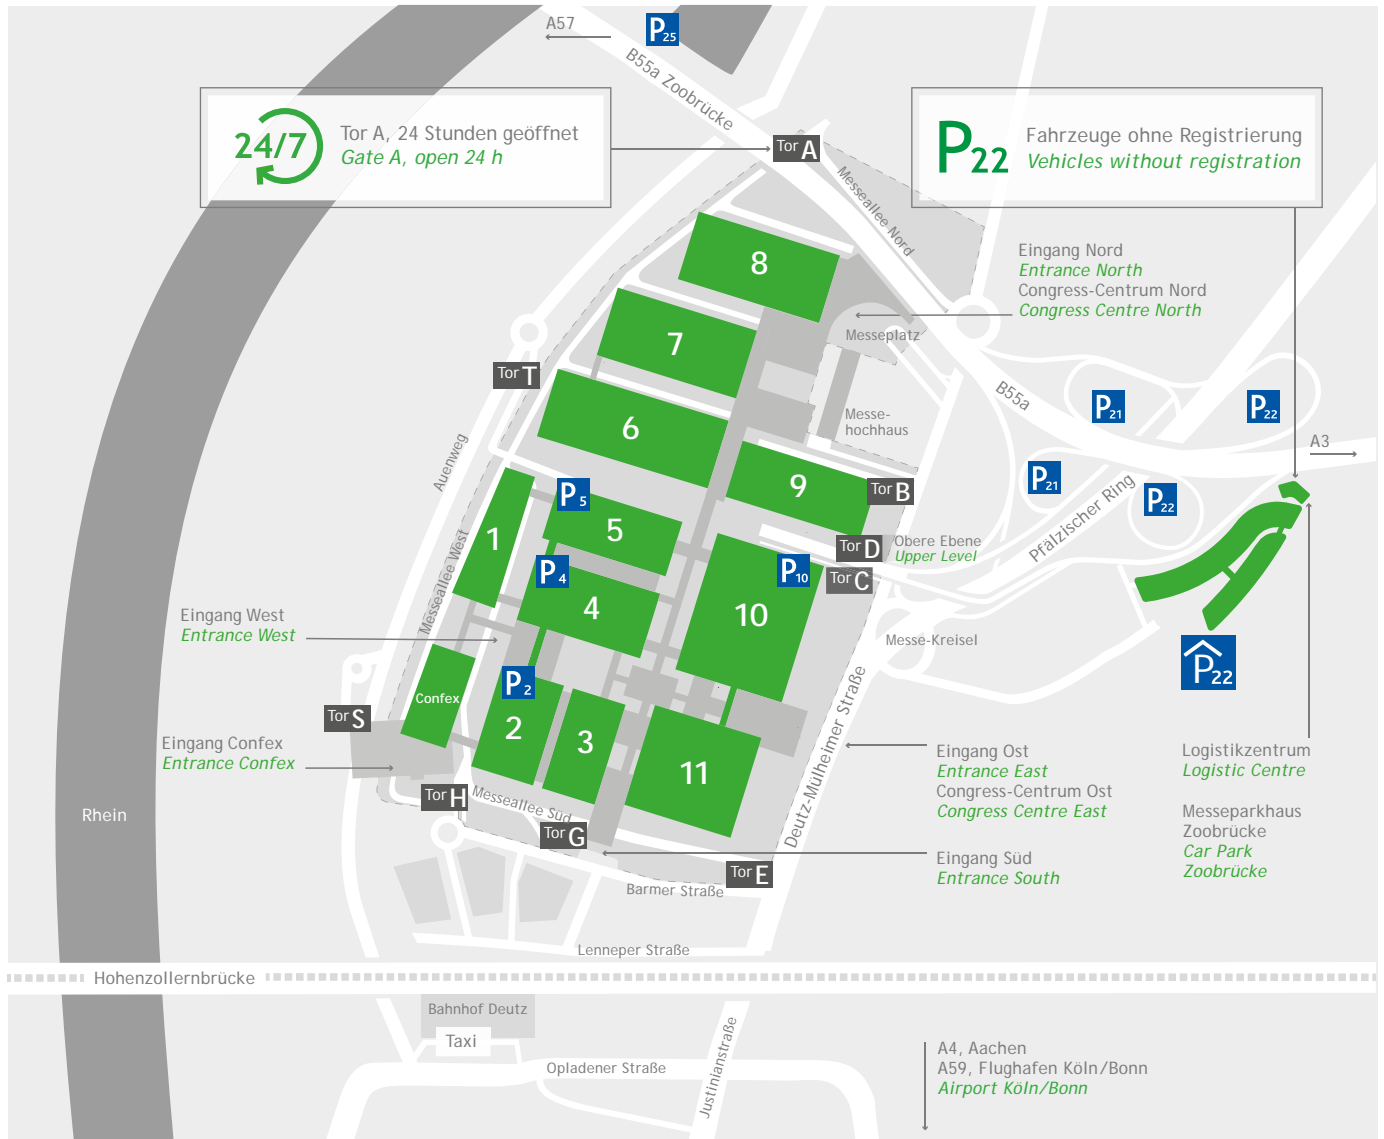 A57
P25
B55a Zoobrücke
24/7
Tor A, 24 Stunden geöffnet
Gate A, open 24 h
Tor A
P22
Fahrzeuge ohne Registrierung
Vehicles without registration
Messeallee Nord
8
Eingang Nord
Entrance North
Congress-Centrum Nord
Congress Centre North
Messeplatz
7
Tor T
B55a
P21
P22
Messe-
hochhaus
6
A3
Auenweg
P21
P22
9
Tor B
P5
5
1
Pfälzischer Ring
Obere Ebene
Upper Level
Tor D
Tor C
P4
P10
Messeallee West
4
10
Eingang West
Entrance West
Messe-Kreisel
P22
P2
Confex
2
3
11
Tor S
Eingang Confex
Entrance Confex
Deutz-Mülheimer Straße
Eingang Ost
Entrance East
Congress-Centrum Ost
Congress Centre East
Logistikzentrum
Logistic Centre
Messeparkhaus
Zoobrücke
Car Park
Zoobrücke
Rhein
Tor H
Messeallee Süd
Tor G
Eingang Süd
Entrance South
Tor E
Barmer Straße
Lenneper Straße
Hohenzollernbrücke
Bahnhof Deutz
Taxi
Opladener Straße
Justinianstraße
A4, Aachen
A59, Flughafen Köln/Bonn
Airport Köln/Bonn